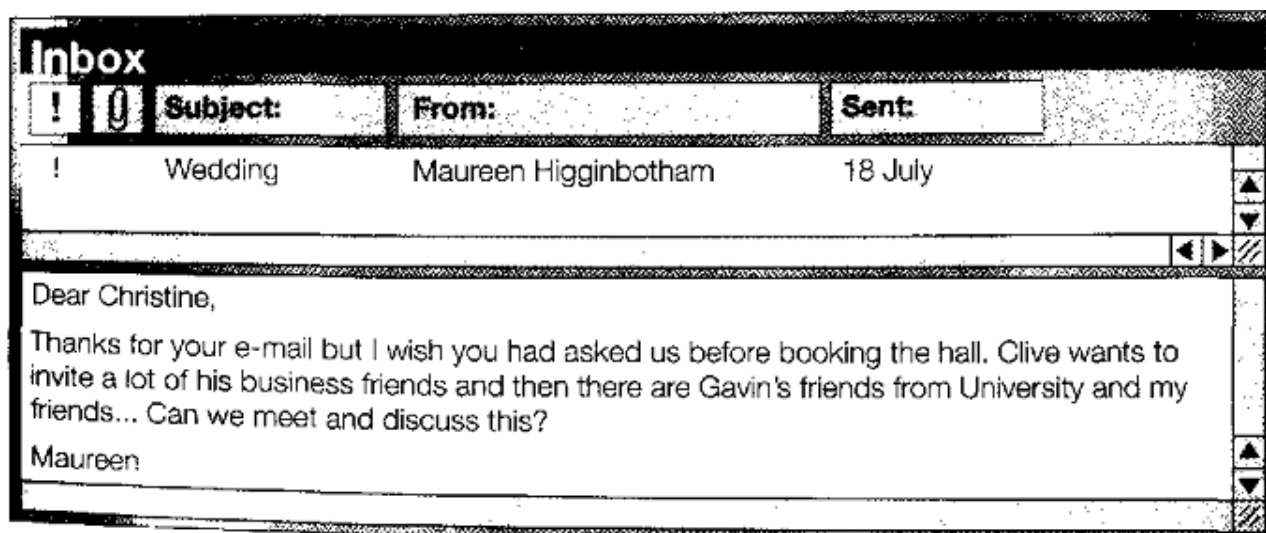 Inbox
! Subject: From: Sent:
! Wedding Maureen Higginbotham 18 July
Dear Christine,
Thanks for your e-mail but I wish you had asked us before booking the hall. Clive wants to
invite a lot of his business friends and then there are Gavin's friends from University and my
friends... Can we meet and discuss this?
Maureen